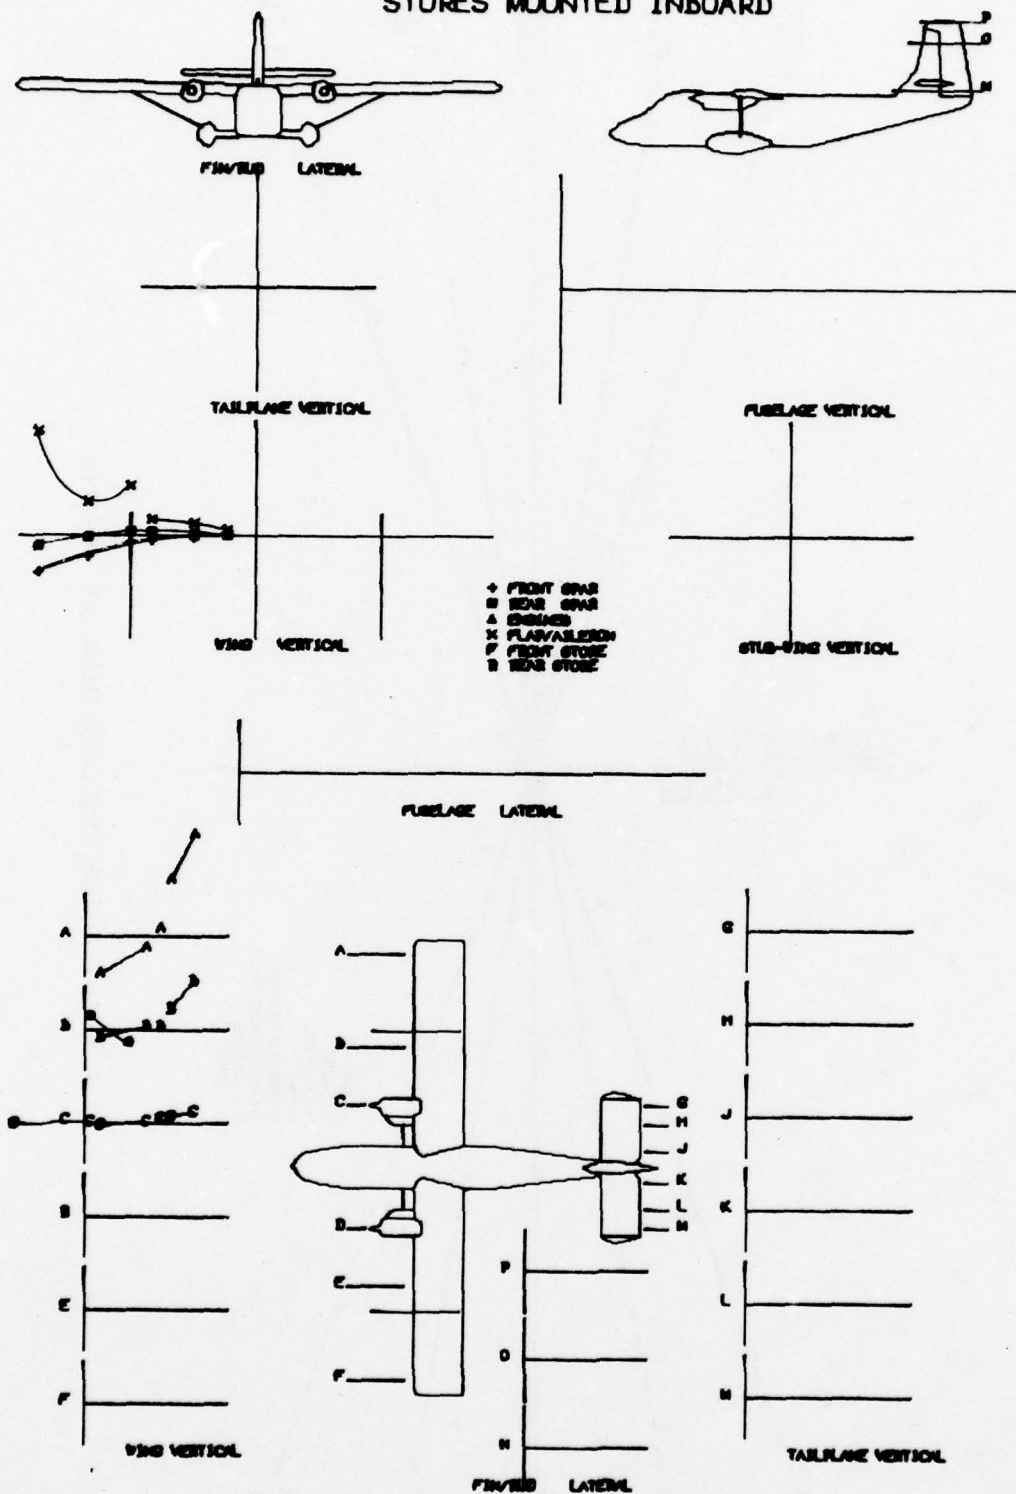 STORES MOUNTED INBOARD
P
O
N
FIN/RUD LATERAL
TAILPLANE VERTICAL
FUSELAGE VERTICAL
+ FRONT SPAR
REAR SPAR
ENGINES
X FLAP/AILERON
F FRONT STORE
R REAR STORE
WING VERTICAL
STUB-WING VERTICAL
FUSELAGE LATERAL
A
A
A
A
A
A
A
G
G
H
H
J
J
K
K
L
L
M
M
C
C
C
C
D
E
E
F
F
P
O
N
WING VERTICAL
FIN/RUD LATERAL
TAILPLANE VERTICAL